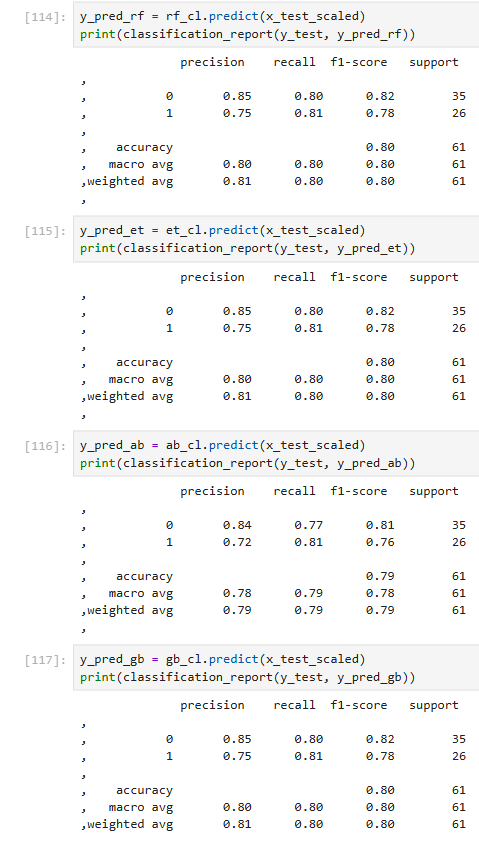 [114]: y_pred_rf = rf_cl.predict(x_test_scaled)
print(classification_report(y_test, y_pred_rf))
precision recall f1-score support
,
, 0 0.85 0.80 0.82 35
, 1 0.75 0.81 0.78 26
,
, accuracy 0.80 61
, macro avg 0.80 0.80 0.80 61
,weighted avg 0.81 0.80 0.80 61
,
[115]: y_pred_et = et_cl.predict(x_test_scaled)
print(classification_report(y_test, y_pred_et))
precision recall f1-score support
,
, 0 0.85 0.80 0.82 35
, 1 0.75 0.81 0.78 26
,
, accuracy 0.80 61
, macro avg 0.80 0.80 0.80 61
,weighted avg 0.81 0.80 0.80 61
,
[116]: y_pred_ab = ab_cl.predict(x_test_scaled)
print(classification_report(y_test, y_pred_ab))
precision recall f1-score support
,
, 0 0.84 0.77 0.81 35
, 1 0.72 0.81 0.76 26
,
, accuracy 0.79 61
, macro avg 0.78 0.79 0.78 61
,weighted avg 0.79 0.79 0.79 61
,
[117]: y_pred_gb = gb_cl.predict(x_test_scaled)
print(classification_report(y_test, y_pred_gb))
precision recall f1-score support
,
, 0 0.85 0.80 0.82 35
, 1 0.75 0.81 0.78 26
,
, accuracy 0.80 61
, macro avg 0.80 0.80 0.80 61
,weighted avg 0.81 0.80 0.80 61